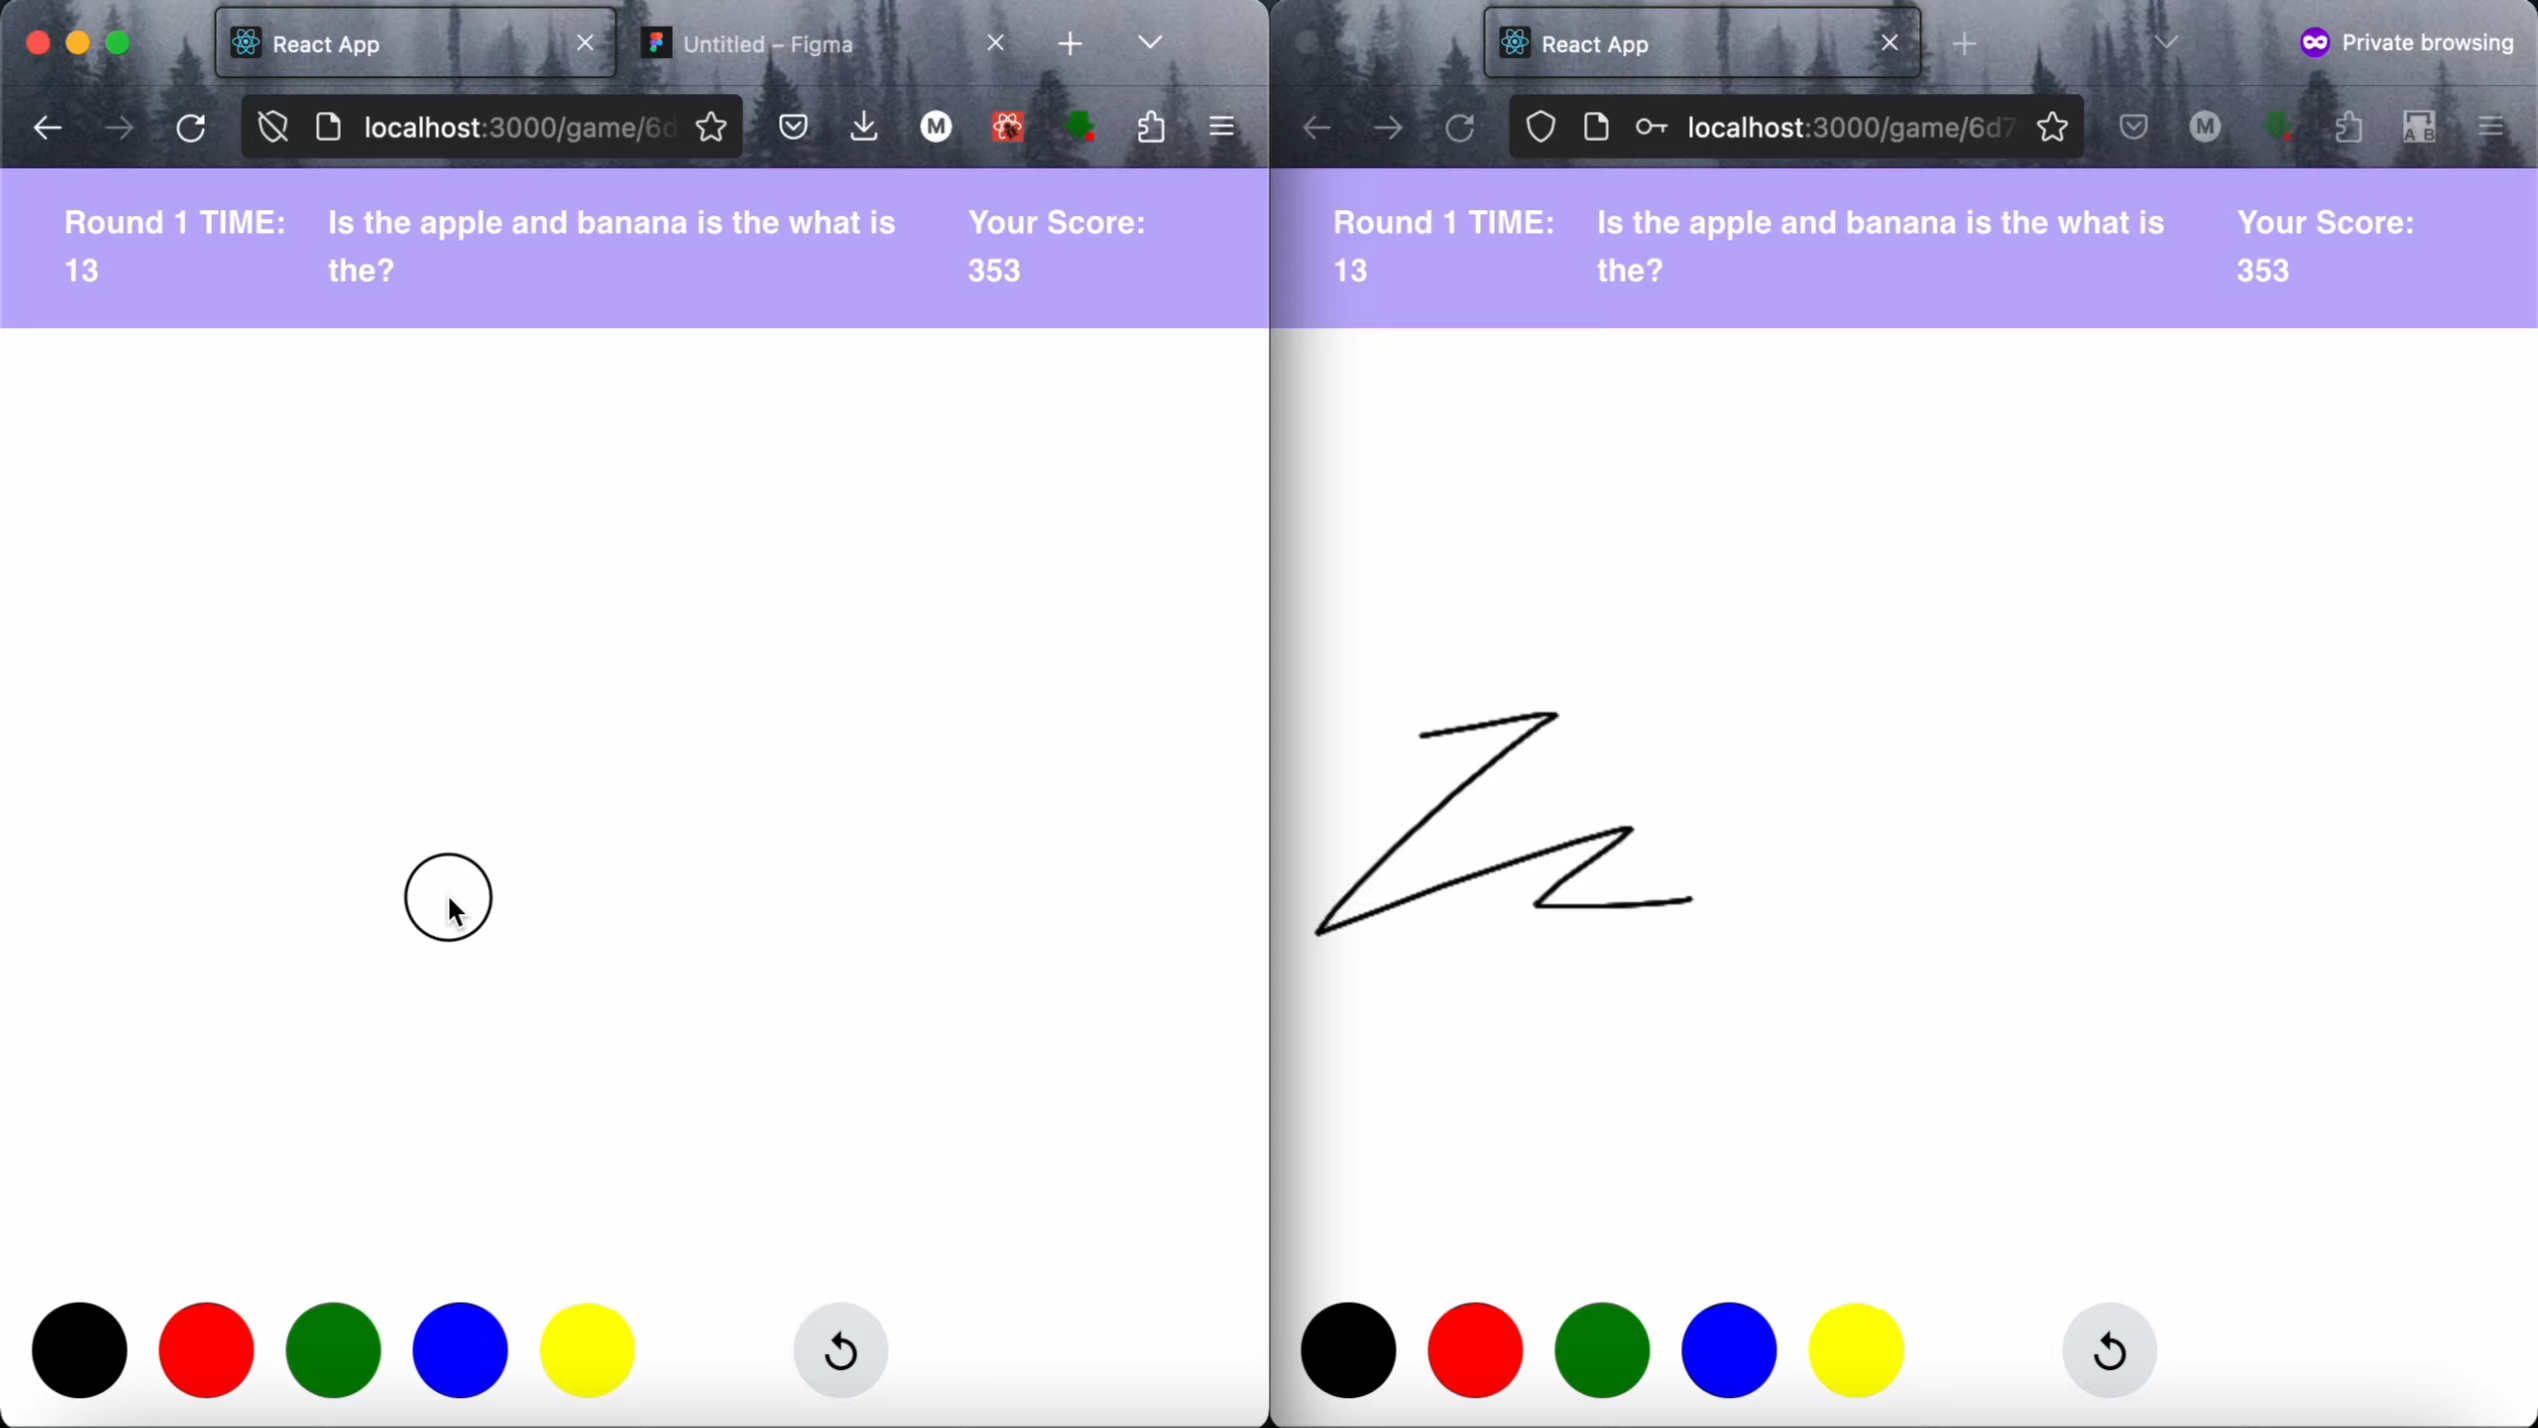 React App
Untitled – Figma
localhost:3000/game/6d
M
Round 1 TIME:
13
Is the apple and banana is the what is
the?
Your Score:
353
React App
Private browsing
localhost:3000/game/6d7
M
A B
Round 1 TIME:
13
Is the apple and banana is the what is
the?
Your Score:
353